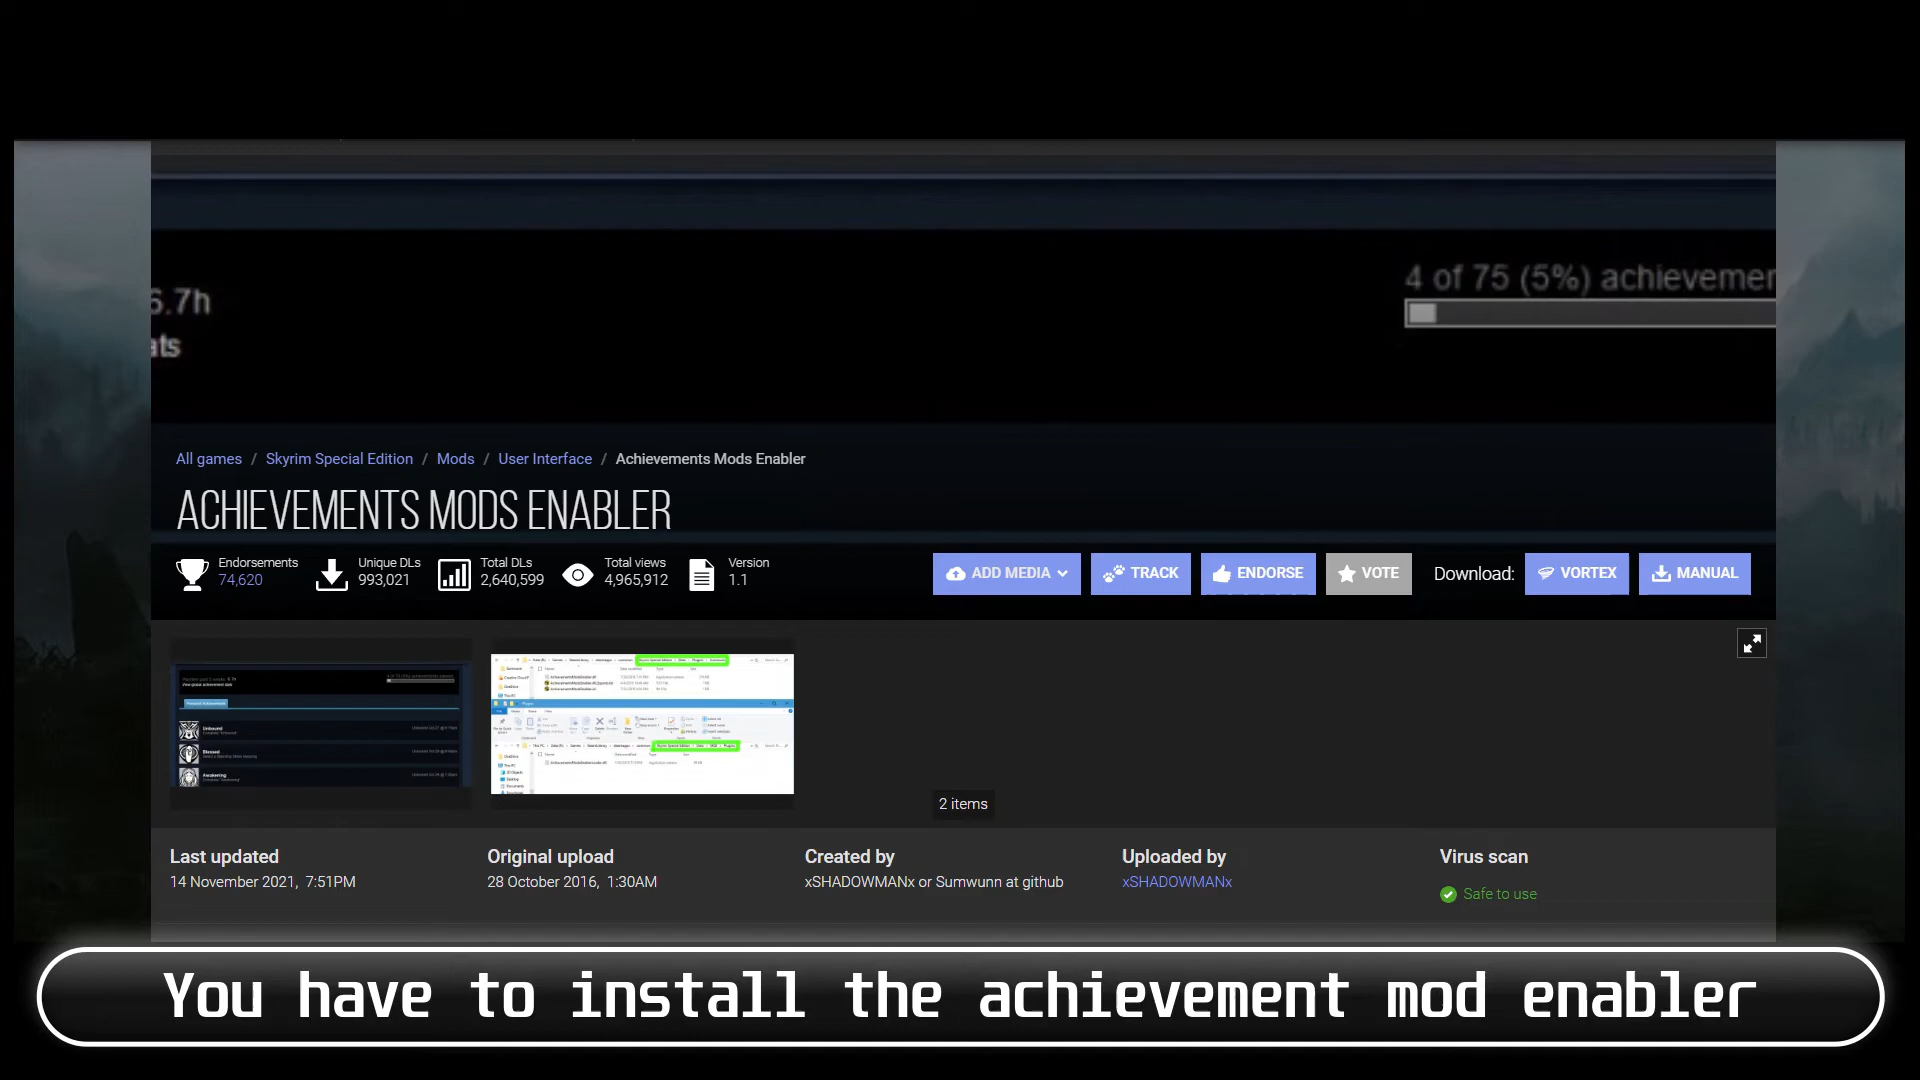 6.7h
4 of 75 (5%)
All games / Skyrim Special Edition / Mods / User Interface / Achievements Mods Enabler
ACHIEVEMENTS MODS ENABLER
Endorsements
74,620
Unique DLs
993,021
Total DLs
2,640,599
Total views
4,965,912
Version
1.1
ADD MEDIA
TRACK
ENDORSE
VOTE
Download:
VORTEX
MANUAL
Unbound
Blessed
Awakening
2 items
Last updated
14 November 2021, 7:51PM
Original upload
28 October 2016, 1:30AM
Created by
xSHADOWMANx or Sumwunn at github
Uploaded by
xSHADOWMANx
Virus scan
Safe to use
You have to install the achievement mod enabler